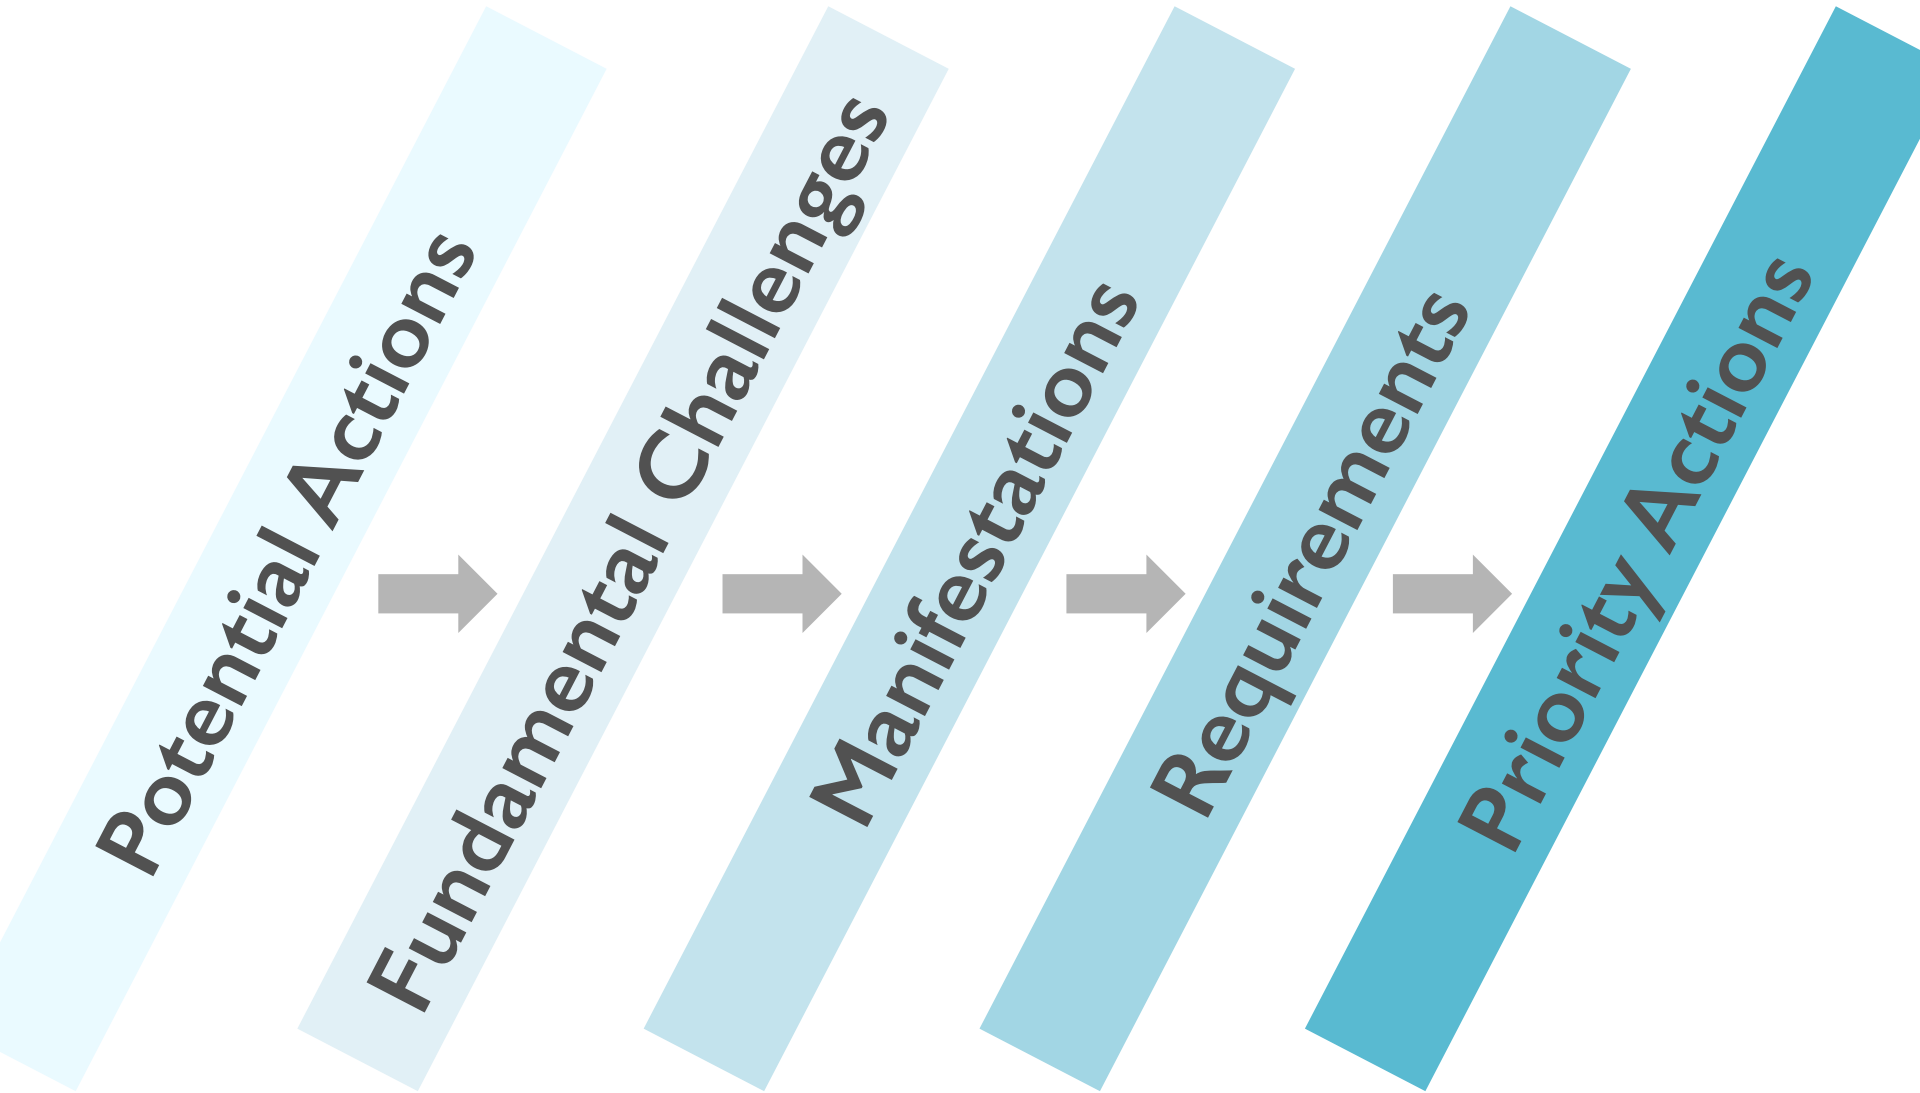 Potential Actions
Fundamental Challenges
Manifestations
Requirements
Priority Actions